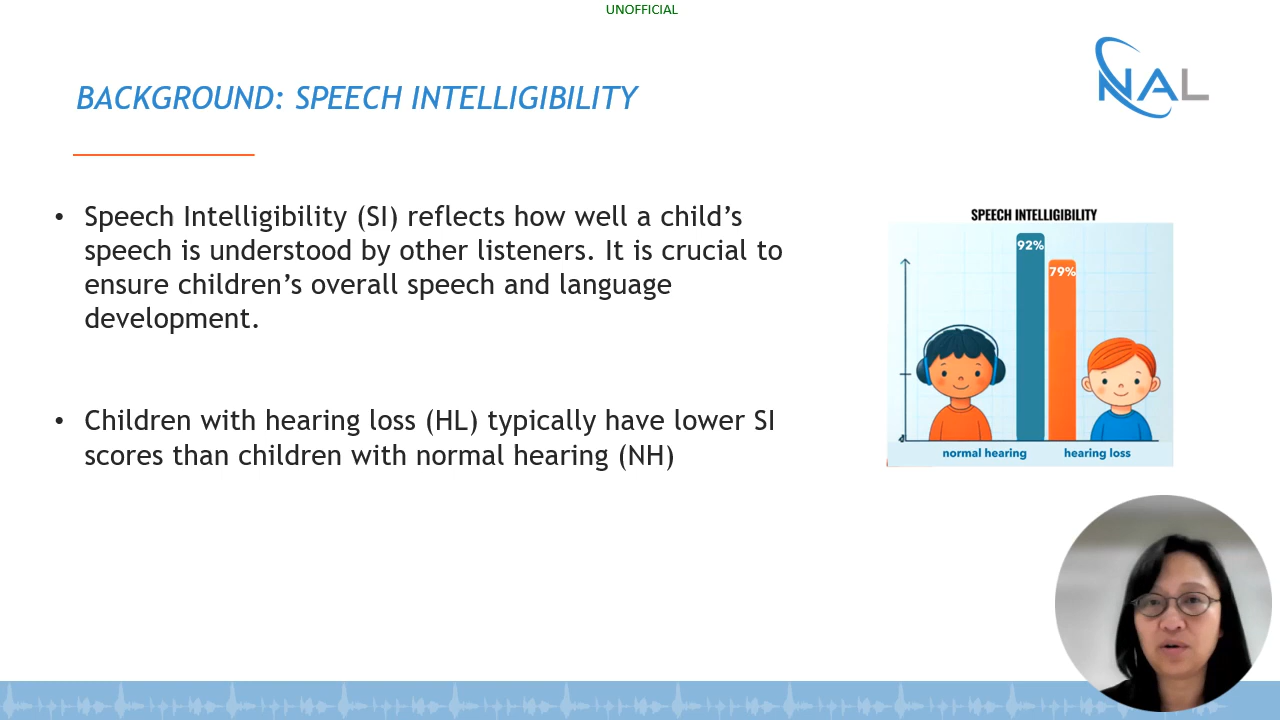 UNOFFICIAL
BACKGROUND: SPEECH INTELLIGIBILITY
NAL
• Speech Intelligibility (SI) reflects how well a child’s
speech is understood by other listeners. It is crucial to
ensure children’s overall speech and language
development.
• Children with hearing loss (HL) typically have lower SI
scores than children with normal hearing (NH)
SPEECH INTELLIGIBILITY
92%
79%
normal hearing
hearing loss